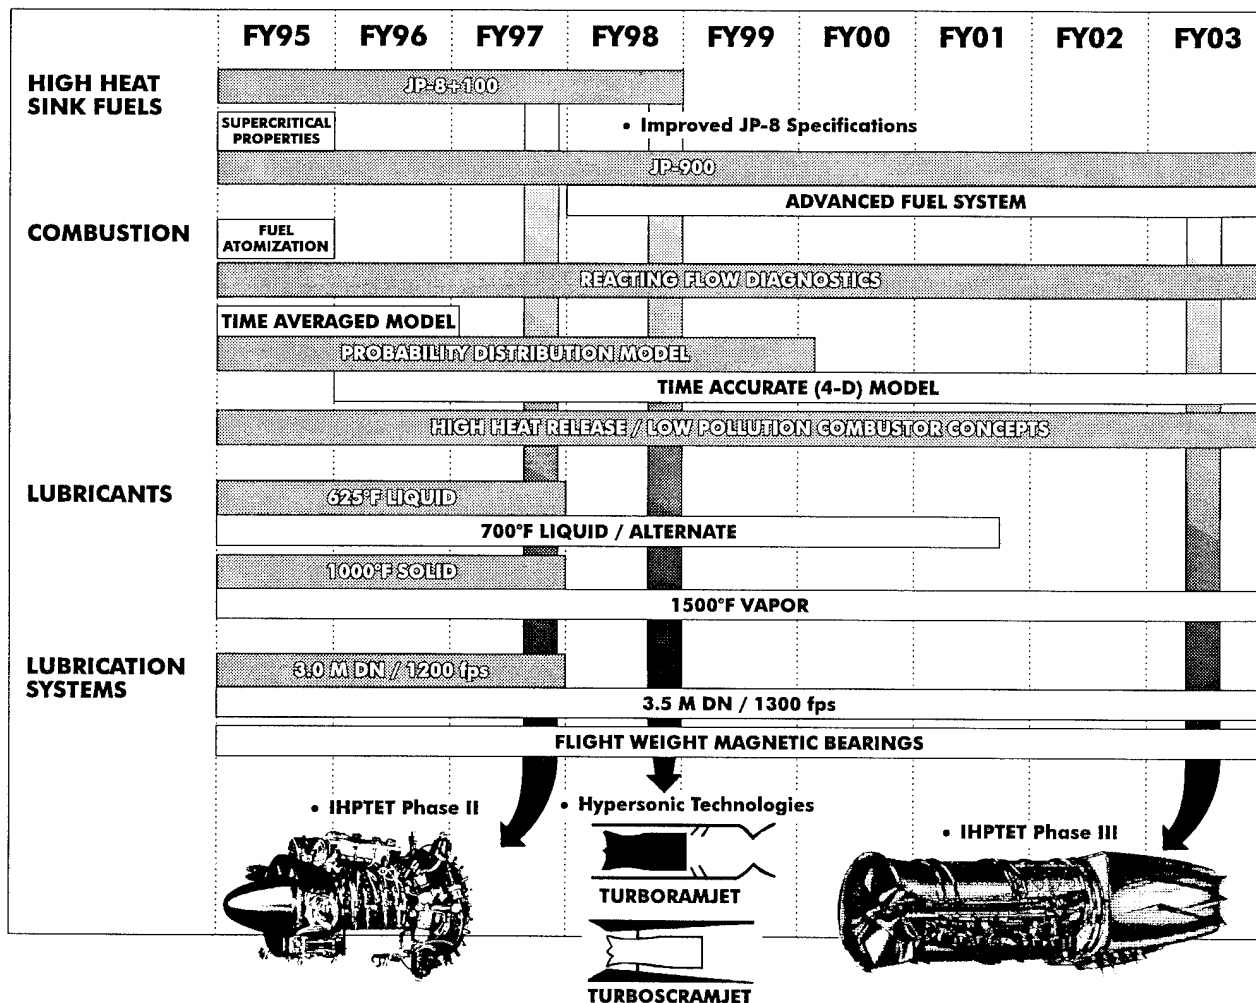 FY95 FY96 FY97 FY98 FY99 FY00 FY01 FY02 FY03
HIGH HEAT
SINK FUELS
JP-8+100
SUPERCRITICAL
PROPERTIES
• Improved JP-8 Specifications
JP-900
ADVANCED FUEL SYSTEM
COMBUSTION
FUEL
ATOMIZATION
REACTING FLOW DIAGNOSTICS
TIME AVERAGED MODEL
PROBABILITY DISTRIBUTION MODEL
TIME ACCURATE (4-D) MODEL
HIGH HEAT RELEASE / LOW POLLUTION COMBUSTOR CONCEPTS
LUBRICANTS
625°F LIQUID
700°F LIQUID / ALTERNATE
1000°F SOLID
1500°F VAPOR
LUBRICATION
SYSTEMS
3.0 M DN / 1200 fps
3.5 M DN / 1300 fps
FLIGHT WEIGHT MAGNETIC BEARINGS
• IHPTET Phase II
• Hypersonic Technologies
• IHPTET Phase III
TURBORAMJET
TURBOSCRAMJET